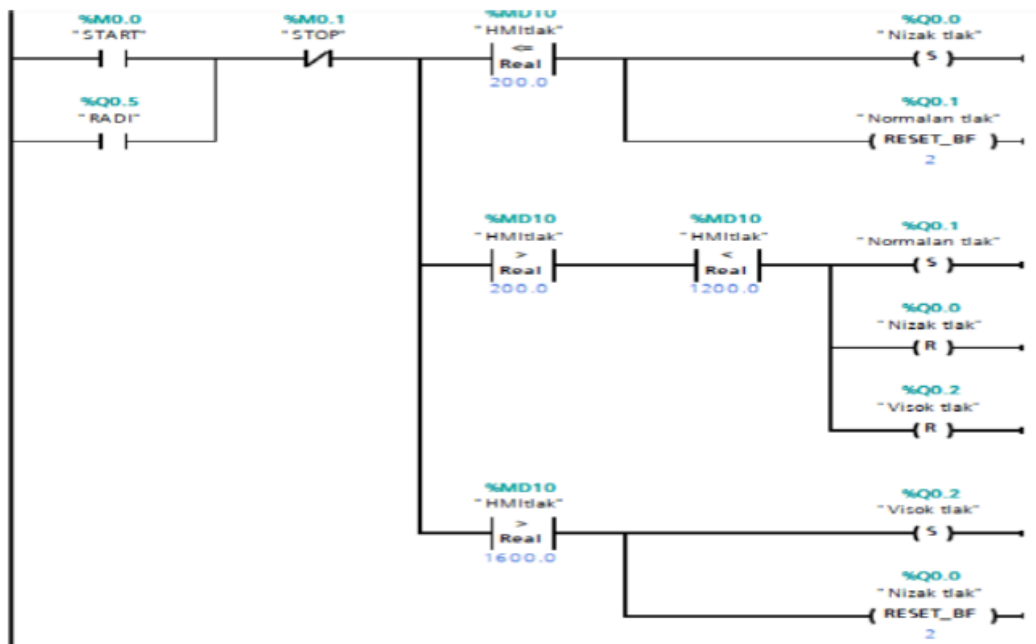 %M0.0
"START"
%M0.1
"STOP"
%MD10
"HMItlak"
<=
Real
200.0
%Q0.0
"Nizak tlak"
S
%Q0.5
"RADI"
%Q0.1
"Normalan tlak"
RESET_BF
2
%MD10
"HMItlak"
>
Real
200.0
%MD10
"HMItlak"
<
Real
1200.0
%Q0.1
"Normalan tlak"
S
%Q0.0
"Nizak tlak"
R
%Q0.2
"Visok tlak"
R
%MD10
"HMItlak"
>
Real
1600.0
%Q0.2
"Visok tlak"
S
%Q0.0
"Nizak tlak"
RESET_BF
2